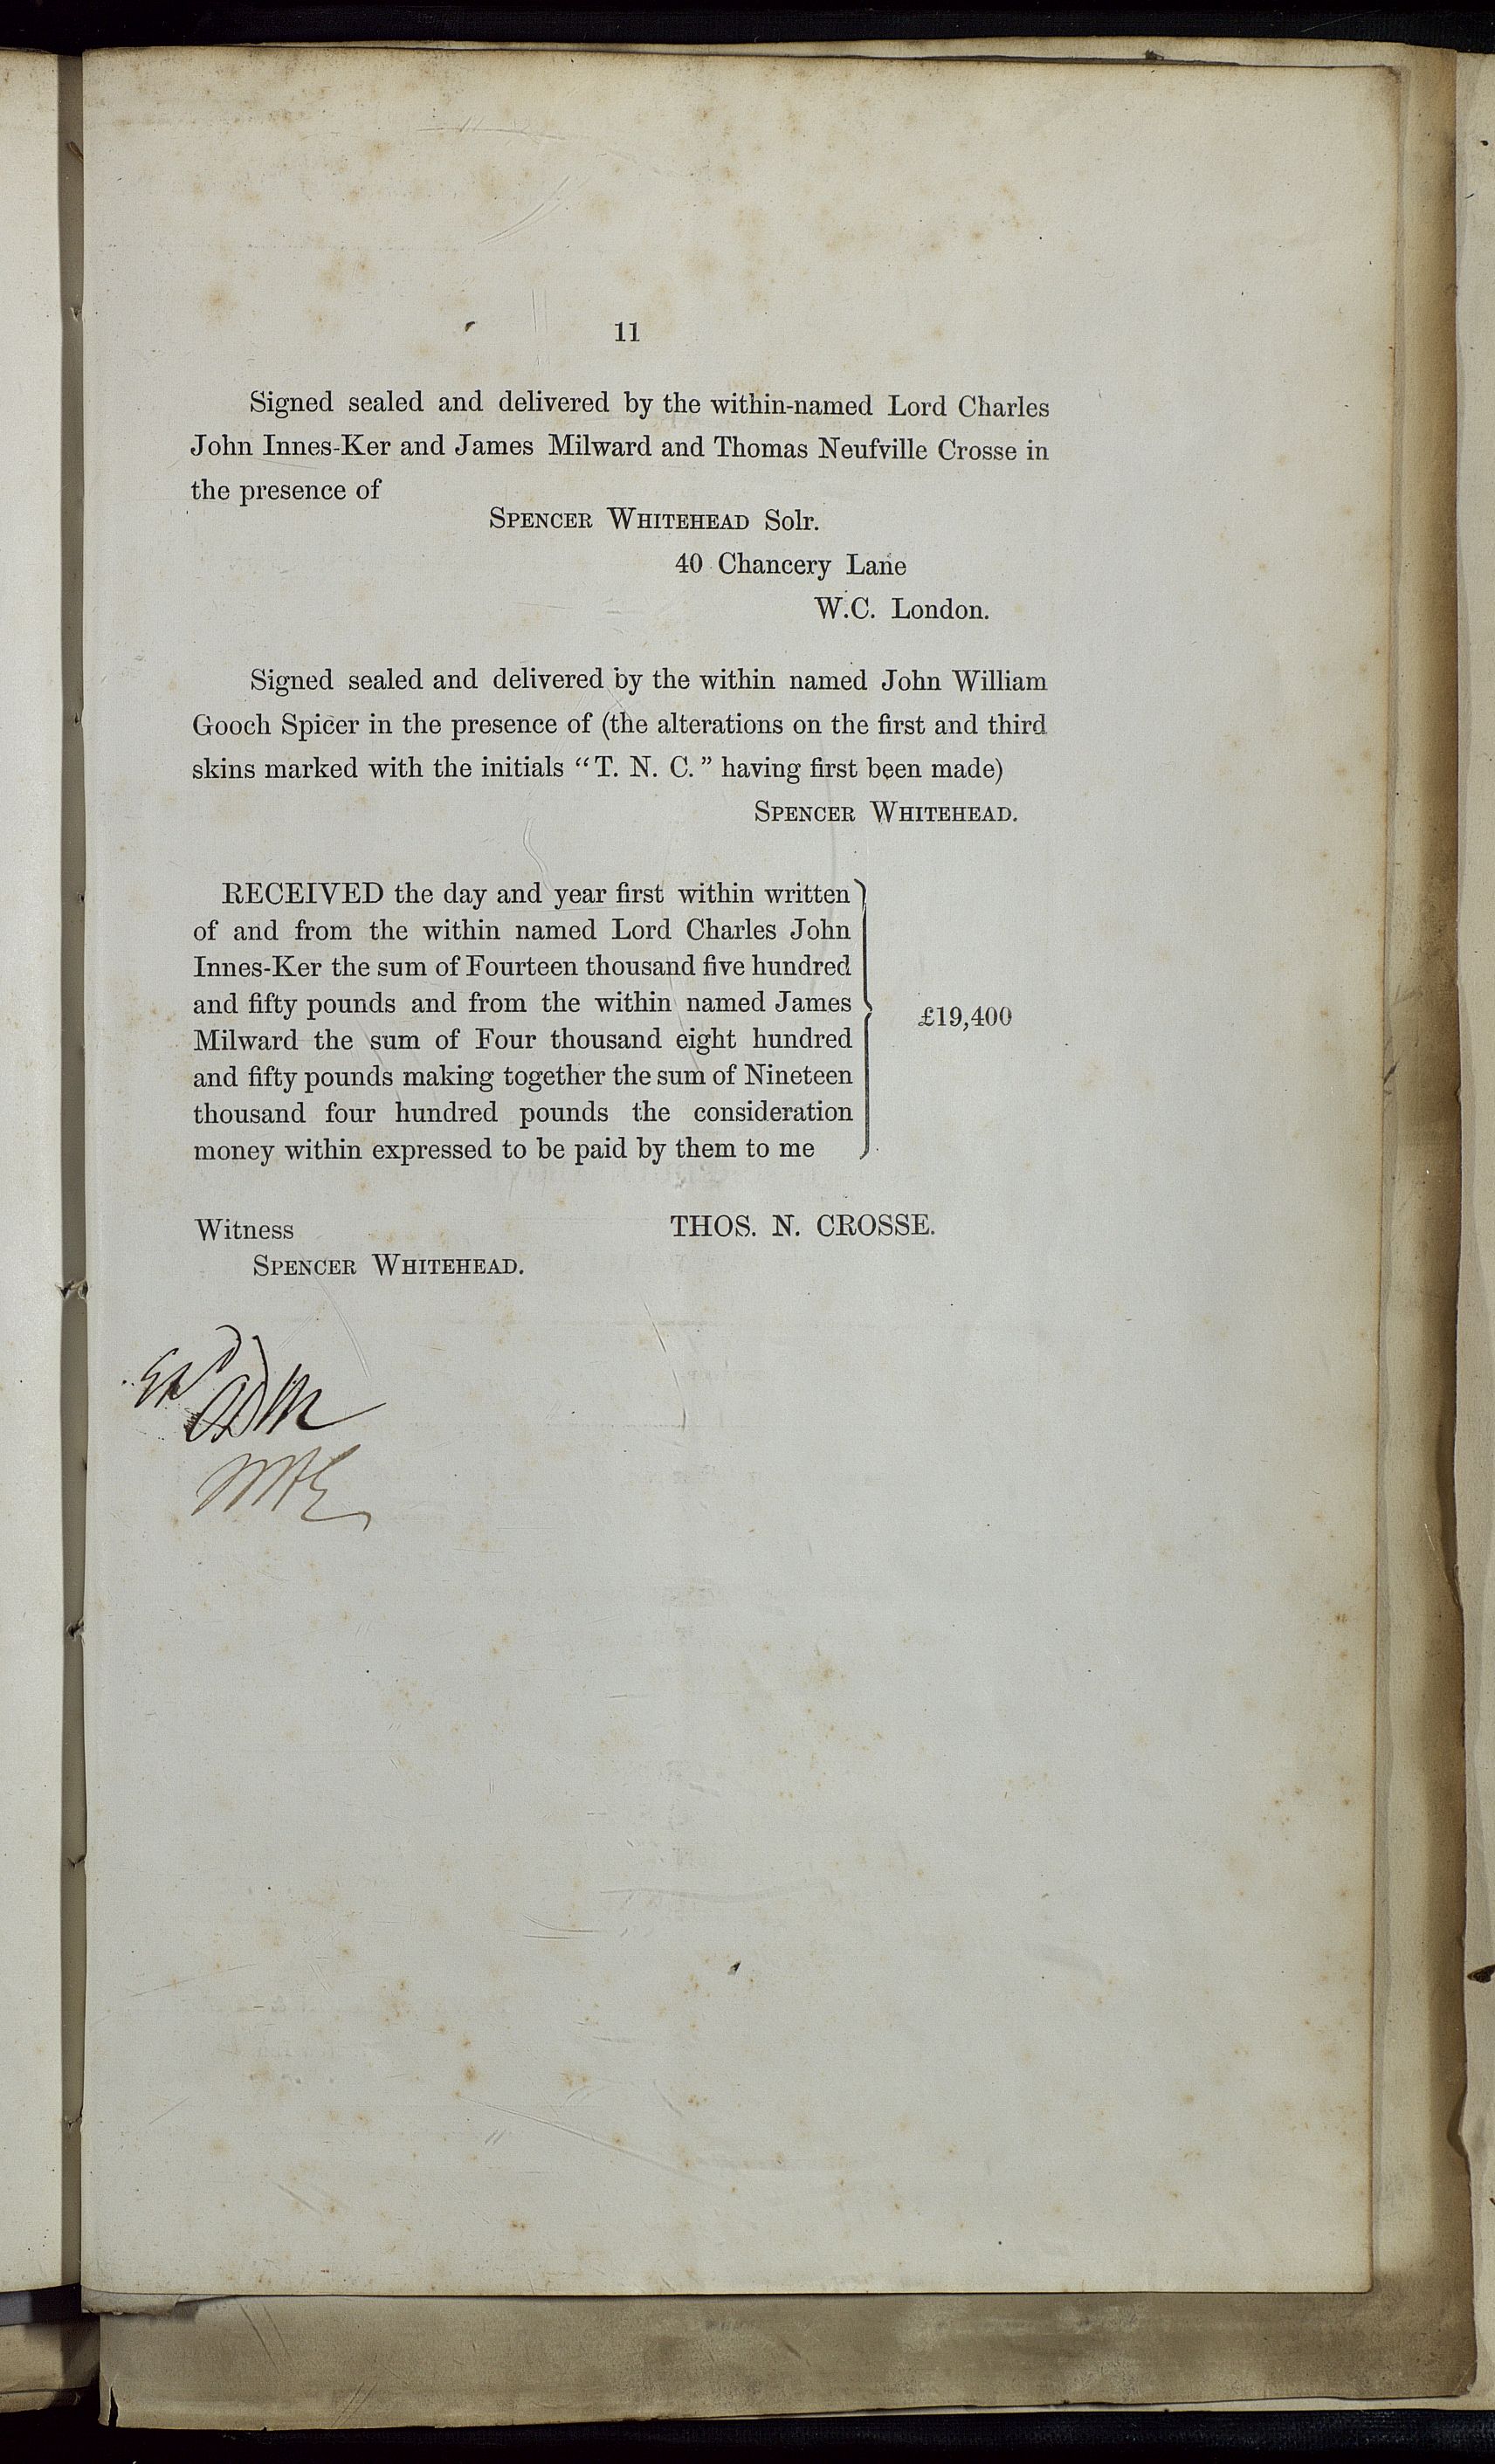 11
Signed sealed and delivered by the within-named Lord Charles
John Innes-Ker and James Milward and Thomas Neufville Crosse in
the presence of
SPENCER WHITEHEAD Solr.
40 Chancery Lane
W.C. London.
Signed sealed and delivered by the within named John William
Gooch Spicer in the presence of (the alterations on the first and third
skins marked with the initials “T. N. C.” having first been made)
SPENCER WHITEHEAD.
RECEIVED the day and year first within written
of and from the within named Lord Charles John
Innes-Ker the sum of Fourteen thousand five hundred
and fifty pounds and from the within named James
Milward the sum of Four thousand eight hundred
and fifty pounds making together the sum of Nineteen
thousand four hundred pounds the consideration
money within expressed to be paid by them to me
£19,400
Witness THOS. N. CROSSE.
SPENCER WHITEHEAD.